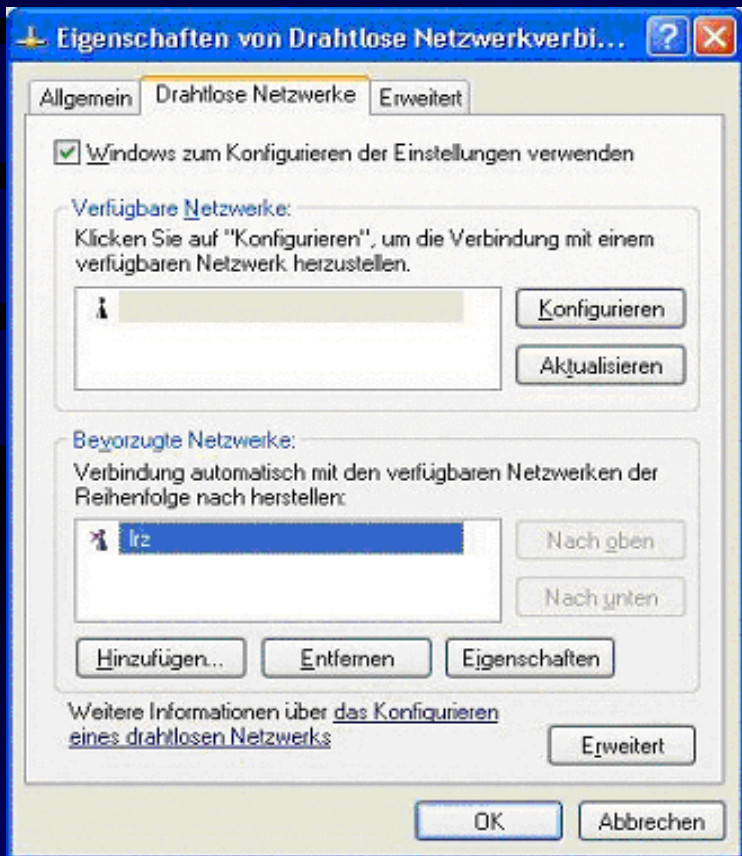 Eigenschaften von Drahtlose Netzwerkverbi...
?
Allgemein
Drahtlose Netzwerke
Erweitert
Windows zum Konfigurieren der Einstellungen verwenden
Verfügbare Netzwerke:
Klicken Sie auf "Konfigurieren", um die Verbindung mit einem
verfügbaren Netzwerk herzustellen.
Konfigurieren
Aktualisieren
Bevorzugte Netzwerke:
Verbindung automatisch mit den verfügbaren Netzwerken der
Reihenfolge nach herstellen:
lrz
Nach oben
Nach unten
Hinzufügen...
Entfernen
Eigenschaften
Weitere Informationen über das Konfigurieren
eines drahtlosen Netzwerks
Erweitert
OK
Abbrechen